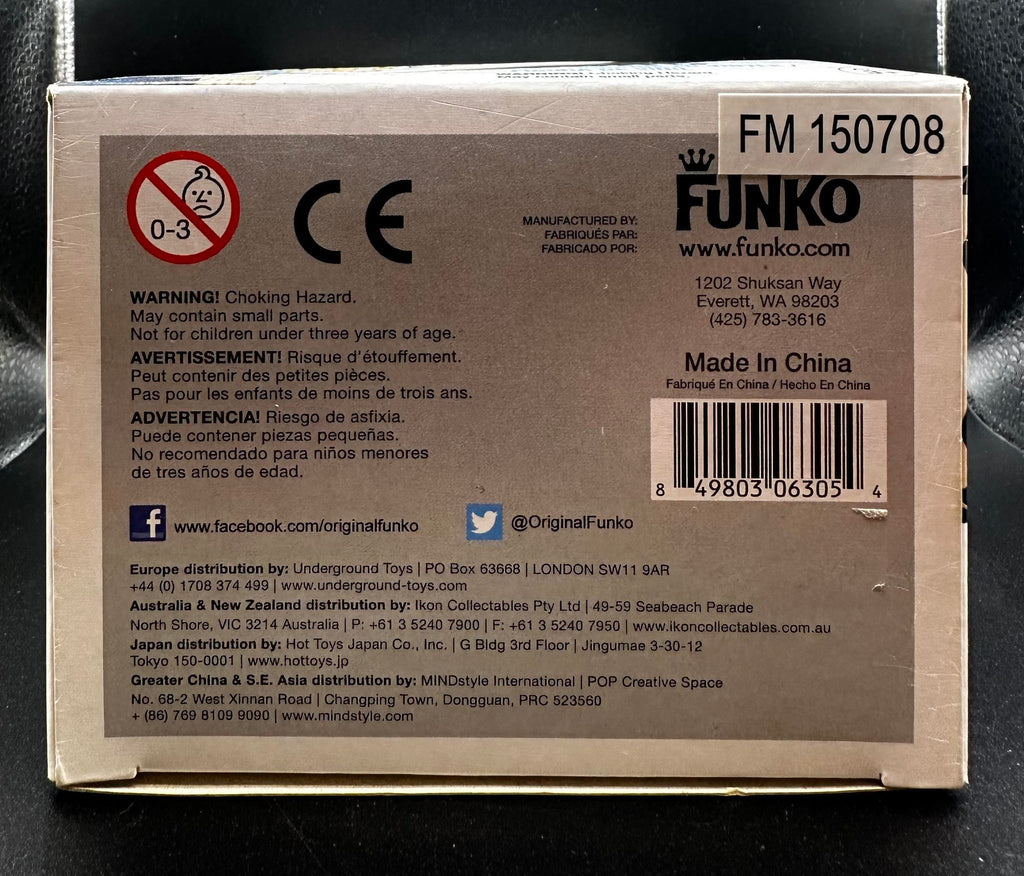 FM 150708
0-3
CE
MANUFACTURED BY:
FABRIQUÉS PAR:
FABRICADO POR:
FUNKO
www.funko.com
1202 Shuksan Way
Everett, WA 98203
(425) 783-3616
WARNING! Choking Hazard.
May contain small parts.
Not for children under three years of age.
AVERTISSEMENT! Risque d'étouffement.
Peut contenir des petites pièces.
Pas pour les enfants de moins de trois ans.
ADVERTENCIA! Riesgo de asfixia.
Puede contener piezas pequeñas.
No recomendado para niños menores
de tres años de edad.
Made In China
Fabriqué En China / Hecho En China
8 49803 06305 4
f www.facebook.com/originalfunko
@OriginalFunko
Europe distribution by: Underground Toys | PO Box 63668 | LONDON SW11 9AR
+44 (0) 1708 374 499 | www.underground-toys.com
Australia & New Zealand distribution by: Ikon Collectables Pty Ltd | 49-59 Seabeach Parade
North Shore, VIC 3214 Australia | P: +61 3 5240 7900 | F: +61 3 5240 7950 | www.ikoncollectables.com.au
Japan distribution by: Hot Toys Japan Co., Inc. | G Bldg 3rd Floor | Jingumae 3-30-12
Tokyo 150-0001 | www.hottoys.jp
Greater China & S.E. Asia distribution by: MINDstyle International | POP Creative Space
No. 68-2 West Xinnan Road | Changping Town, Dongguan, PRC 523560
+ (86) 769 8109 9090 | www.mindstyle.com